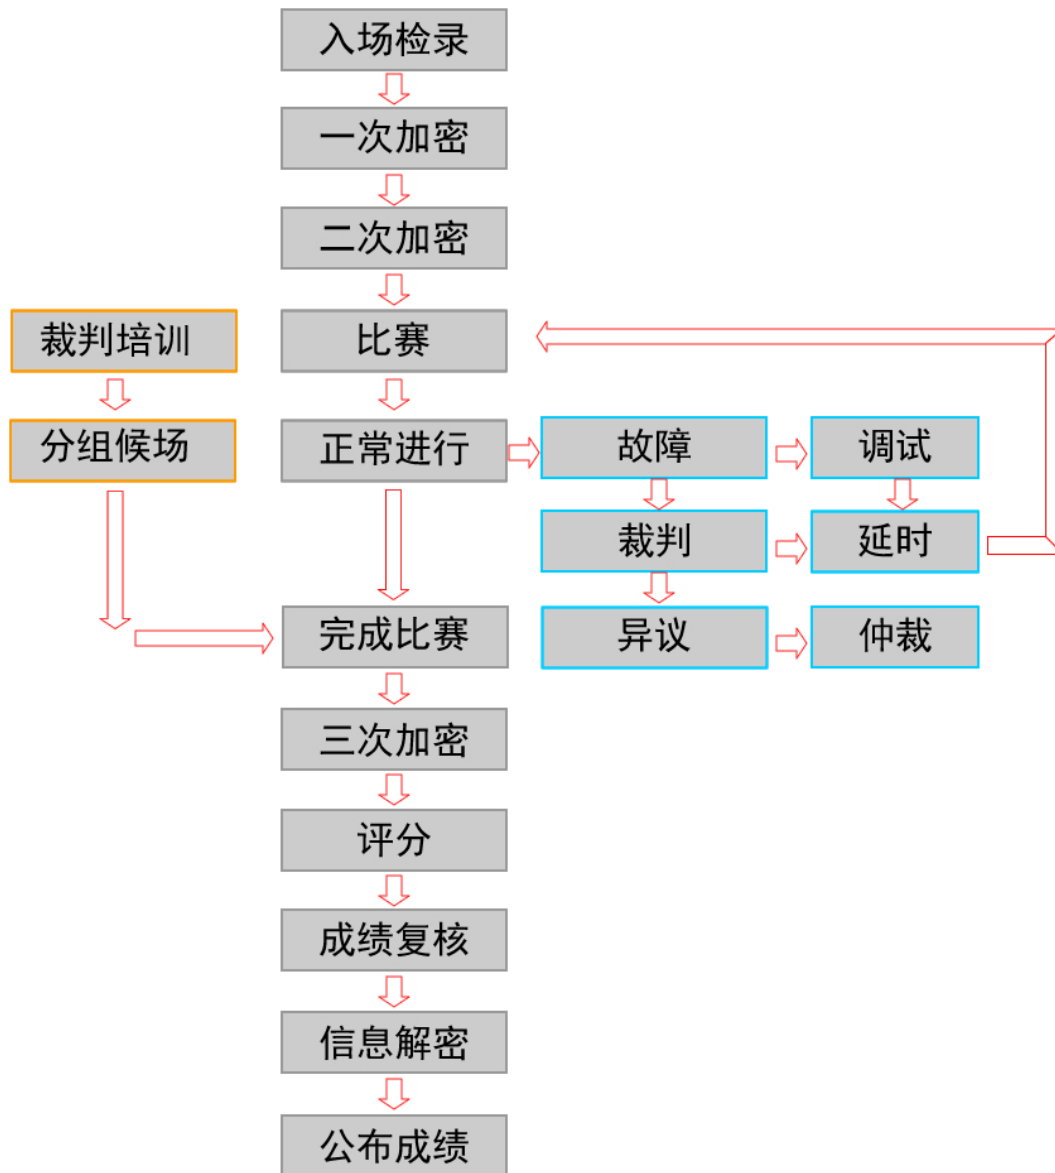 入场检录
一次加密
二次加密
裁判培训
比赛
分组候场
正常进行
故障
调试
裁判
延时
完成比赛
异议
仲裁
三次加密
评分
成绩复核
信息解密
公布成绩